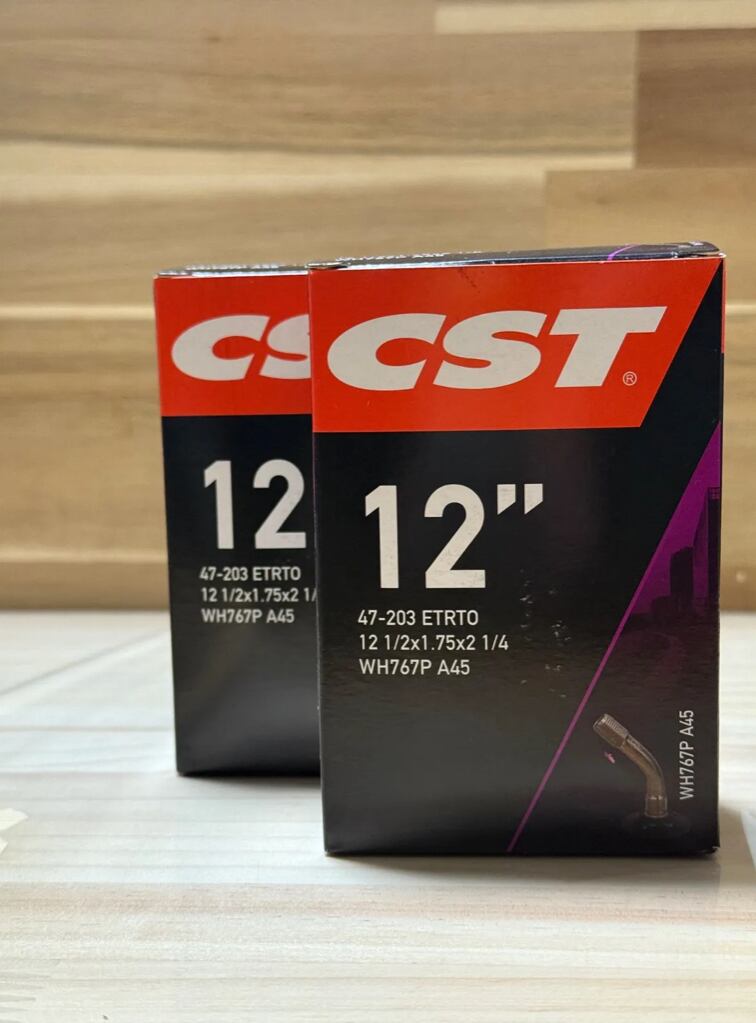 CS
12
47-203 ETRTO
12 1/2x1.75x2 1/
WH767P A45
CST®
12”
47-203 ETRTO
12 1/2x1.75x2 1/4
WH767P A45
WH767P A45